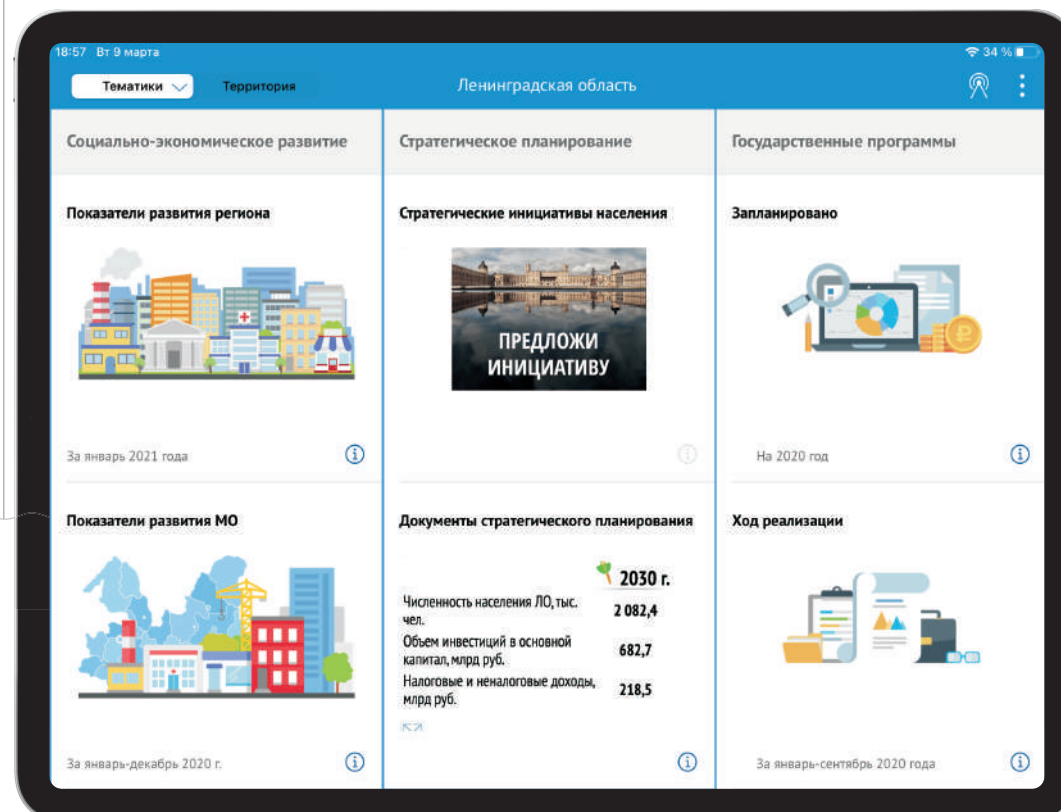 18:57 Вт 9 марта
34 %
Тематики
Территория
Ленинградская область
Социально-экономическое развитие
Стратегическое планирование
Государственные программы
Показатели развития региона
Стратегические инициативы населения
Запланировано
ПРЕДЛОЖИ
ИНИЦИАТИВУ
За январь 2021 года
На 2020 год
Показатели развития МО
Документы стратегического планирования
Ход реализации
2030 г.
Численность населения ЛО, тыс.
чел.
2 082,4
Объем инвестиций в основной
капитал, млрд руб.
682,7
Налоговые и неналоговые доходы,
млрд руб.
218,5
За январь-декабрь 2020 г.
За январь-сентябрь 2020 года